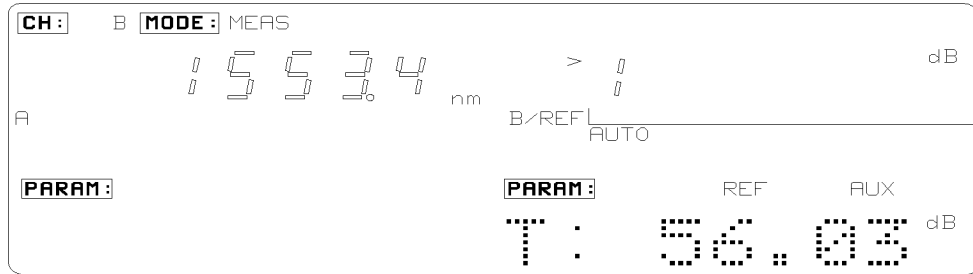 CH: B MODE: MEAS
1553.4 nm > 1 dB
A B/REF
AUTO
PARAM: PARAM: REF AUX
T: 56.03 dB